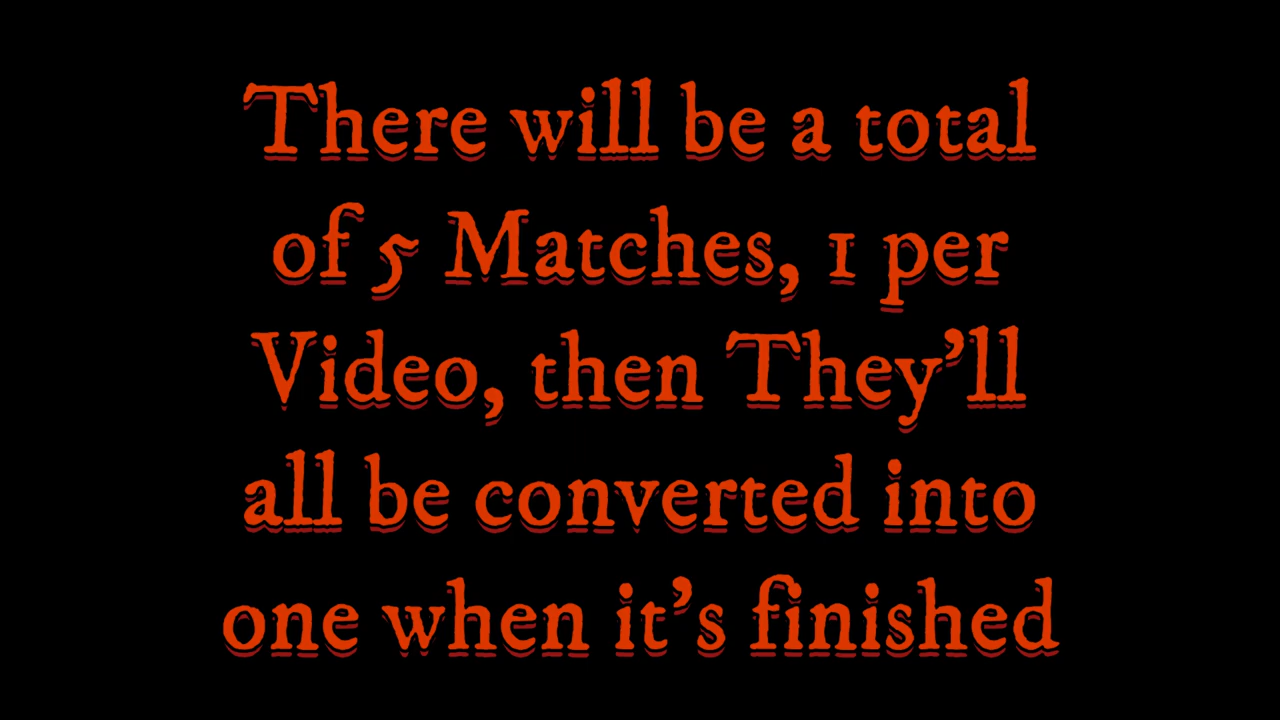 There will be a total
of 5 Matches, 1 per
Video, then They’ll
all be converted into
one when it’s finished